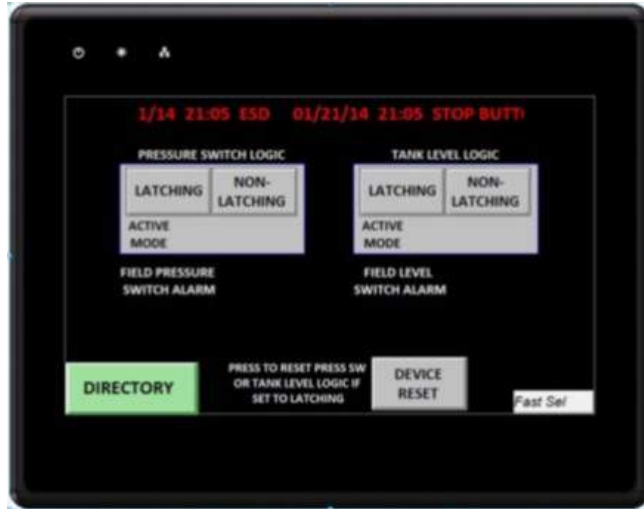 1/14 21:05 ESD 01/21/14 21:05 STOP BUTT
PRESSURE SWITCH LOGIC
LATCHING
NON-
LATCHING
ACTIVE
MODE
FIELD PRESSURE
SWITCH ALARM
TANK LEVEL LOGIC
LATCHING
NON-
LATCHING
ACTIVE
MODE
FIELD LEVEL
SWITCH ALARM
DIRECTORY
PRESS TO RESET PRESS SW
OR TANK LEVEL LOGIC IF
SET TO LATCHING
DEVICE
RESET
Fast Sel